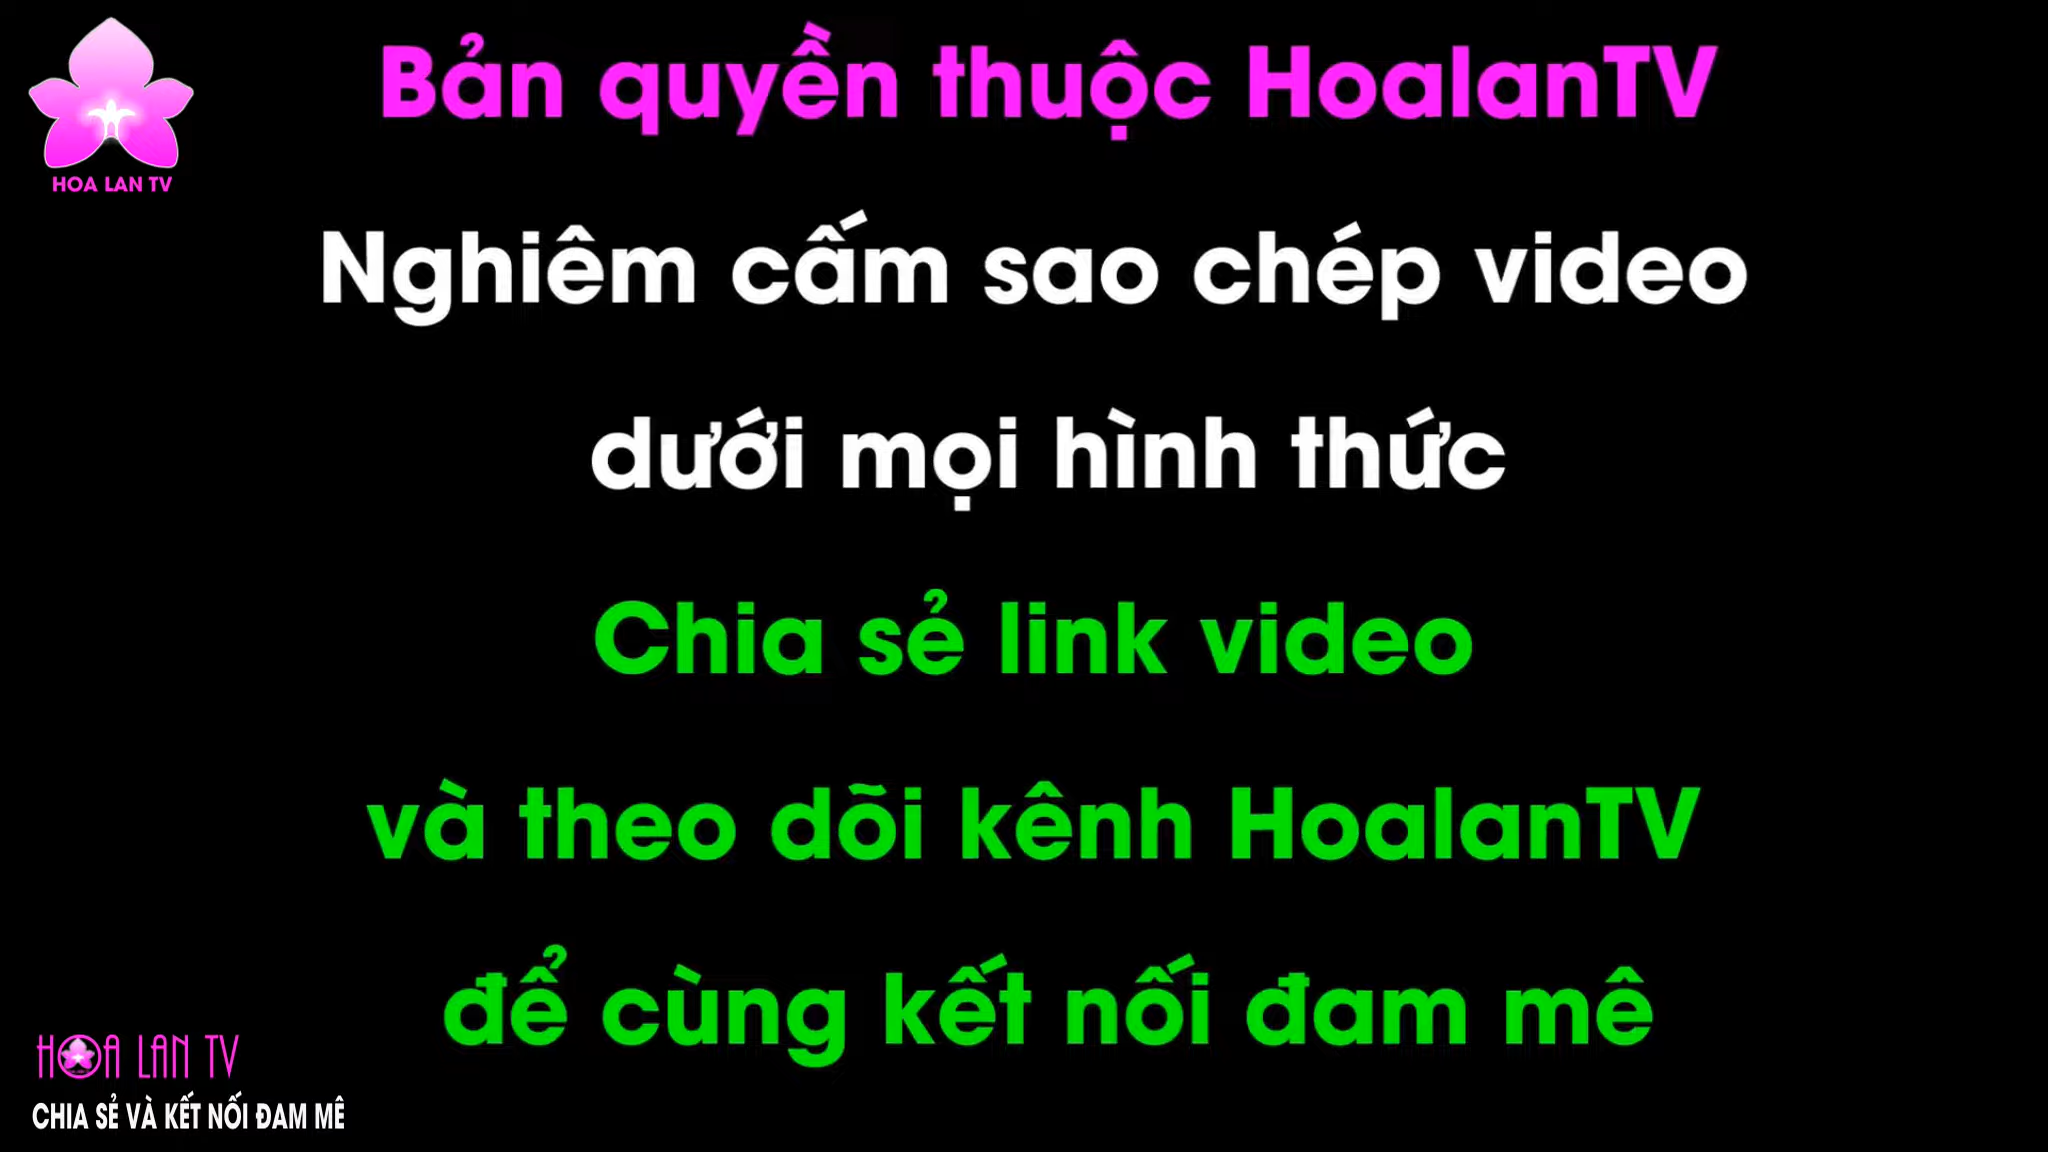 HOA LAN TV
Bản quyền thuộc HoalanTV
Nghiêm cấm sao chép video
dưới mọi hình thức
Chia sẻ link video
và theo dõi kênh HoalanTV
để cùng kết nối đam mê
HOA LAN TV
CHIA SẺ VÀ KẾT NỐI ĐAM MÊ